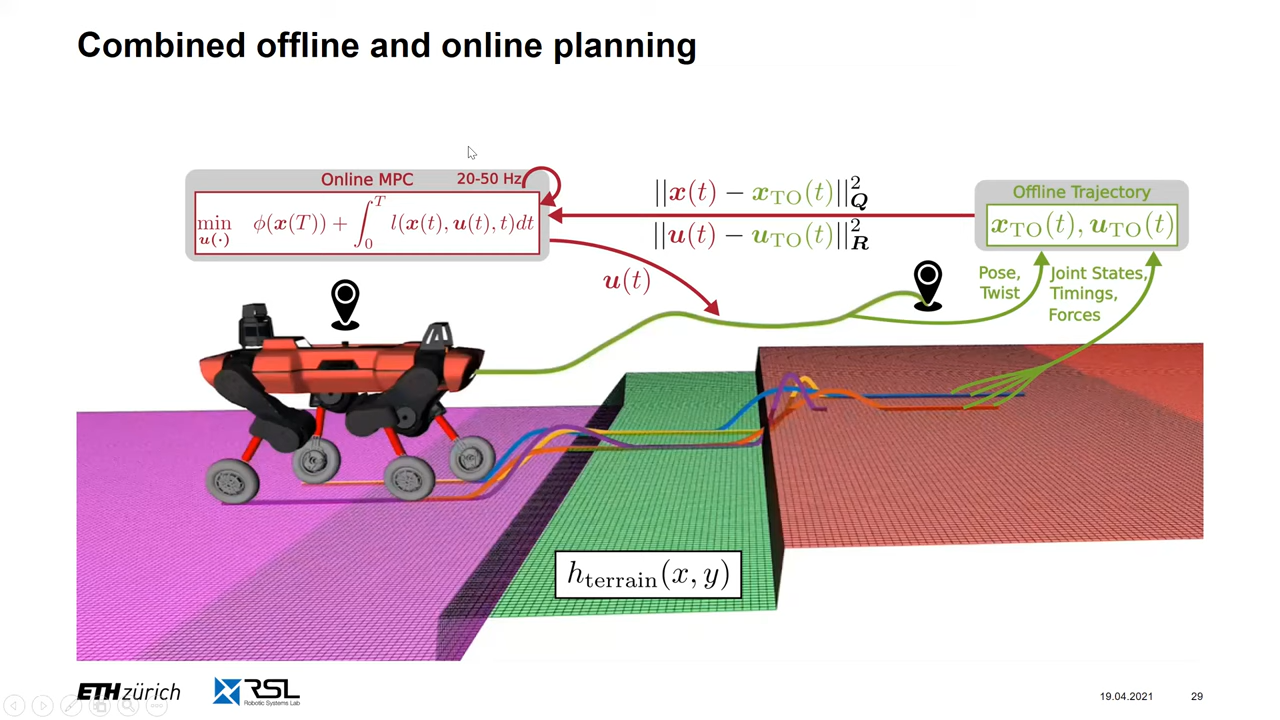 Combined offline and online planning
Online MPC 20-50 Hz
min u(·) ϕ(x(T)) + ∫₀ᵀ l(x(t), u(t), t)dt
||x(t) − x_TO(t)||²_Q
||u(t) − u_TO(t)||²_R
Offline Trajectory
x_TO(t), u_TO(t)
u(t)
Pose,
Twist
Joint States,
Timings,
Forces
h_terrain(x, y)
ETH zürich
RSL
Robotic Systems Lab
19.04.2021
29